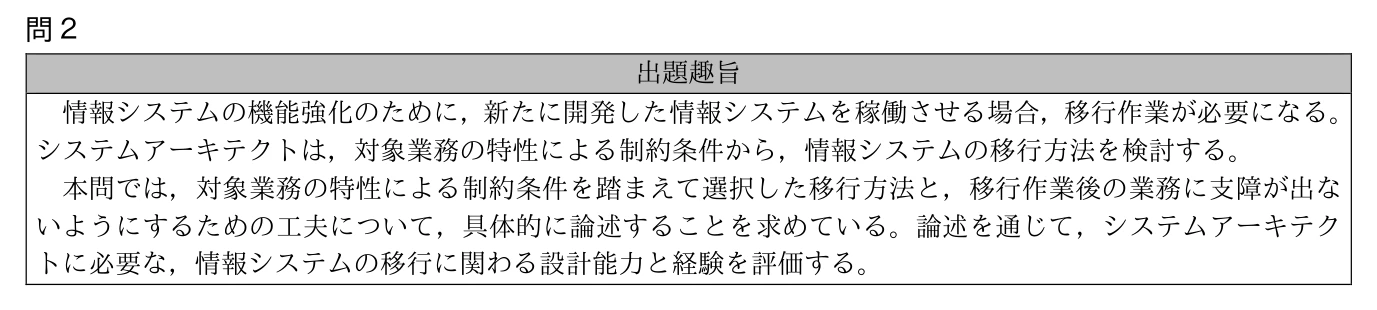 問2
出題趣旨
情報システムの機能強化のために，新たに開発した情報システムを稼働させる場合，移行作業が必要になる。
システムアーキテクトは，対象業務の特性による制約条件から，情報システムの移行方法を検討する。
本問では，対象業務の特性による制約条件を踏まえて選択した移行方法と，移行作業後の業務に支障が出な
いようにするための工夫について，具体的に論述することを求めている。論述を通じて，システムアーキテク
トに必要な，情報システムの移行に関わる設計能力と経験を評価する。